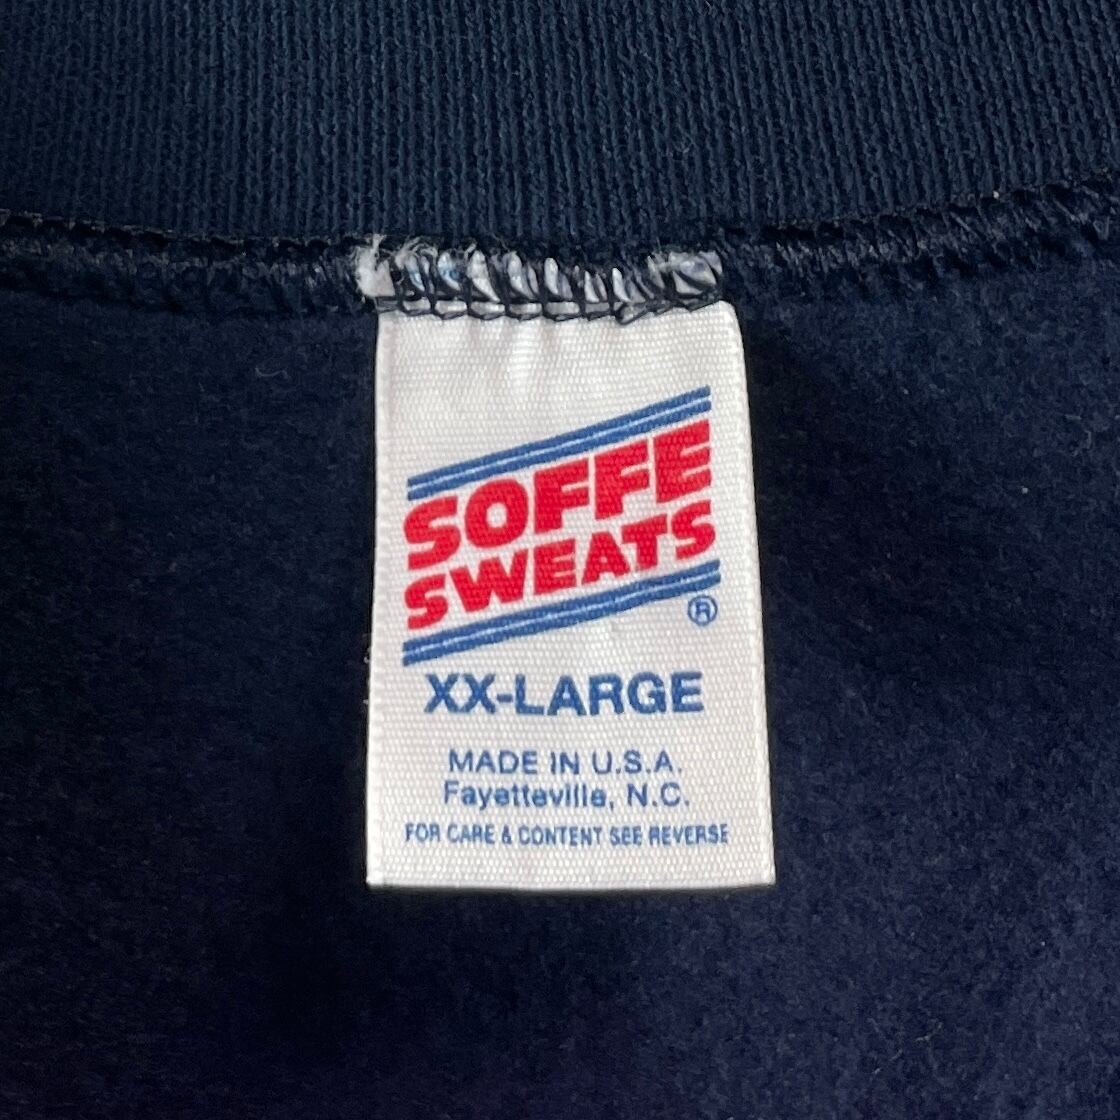 SOFFE
SWEATS
®
XX-LARGE
MADE IN U.S.A.
Fayetteville, N.C.
FOR CARE & CONTENT SEE REVERSE